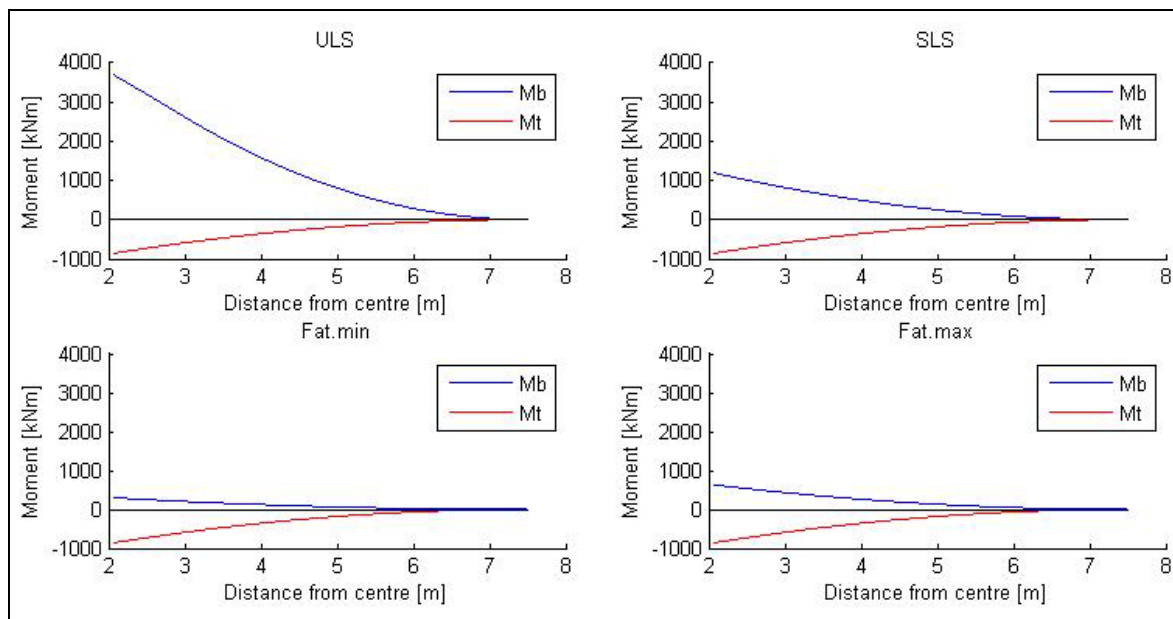 ULS
Moment [kNm]
4000
3000
2000
1000
0
-1000
2 3 4 5 6 7 8
Distance from centre [m]
Mb
Mt
SLS
Moment [kNm]
4000
3000
2000
1000
0
-1000
2 3 4 5 6 7 8
Distance from centre [m]
Mb
Mt
Fat.min
Moment [kNm]
4000
3000
2000
1000
0
-1000
2 3 4 5 6 7 8
Distance from centre [m]
Mb
Mt
Fat.max
Moment [kNm]
4000
3000
2000
1000
0
-1000
2 3 4 5 6 7 8
Distance from centre [m]
Mb
Mt